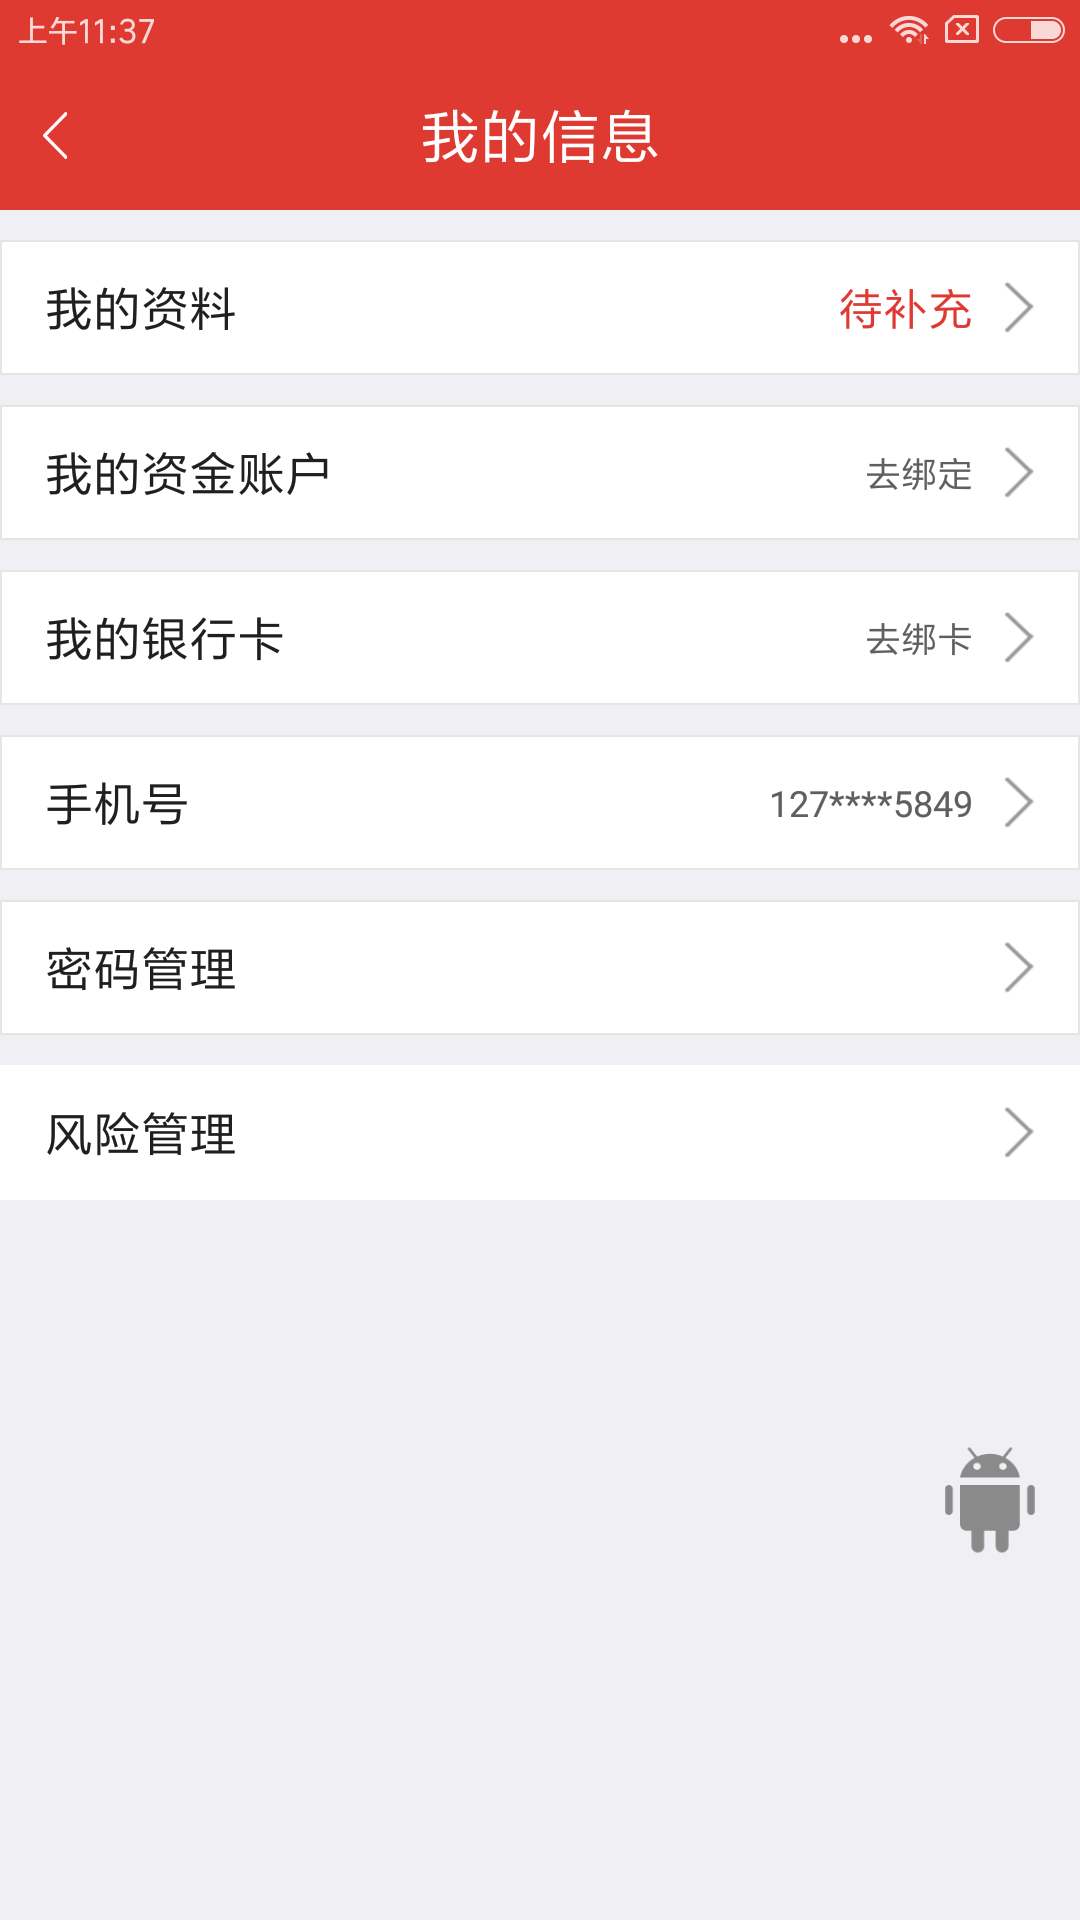 上午11:37
我的信息
我的资料 待补充
我的资金账户 去绑定
我的银行卡 去绑卡
手机号 127****5849
密码管理
风险管理